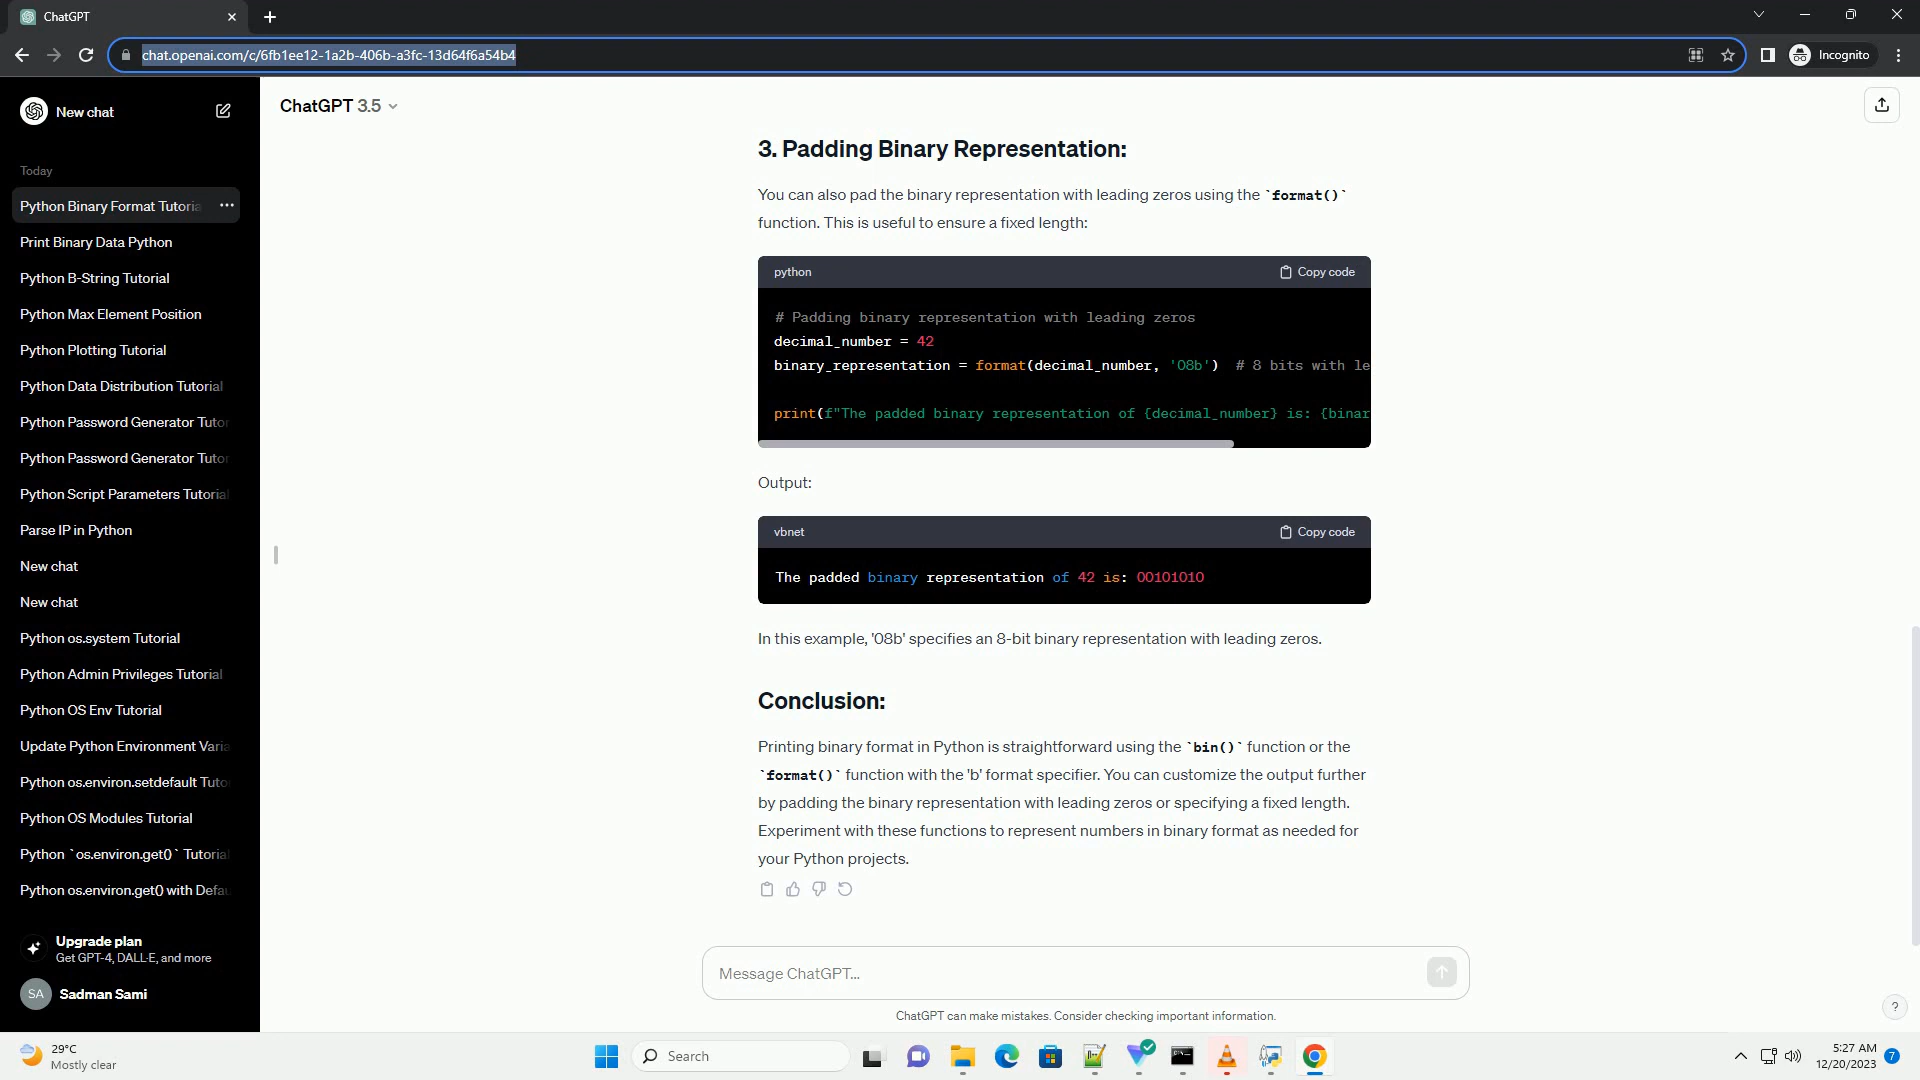 ChatGPT
chat.openai.com/c/6fb1ee12-1a2b-406b-a3fc-13d64f6a54b4
Incognito
New chat
Today
Python Binary Format Tutoria
Print Binary Data Python
Python B-String Tutorial
Python Max Element Position
Python Plotting Tutorial
Python Data Distribution Tutorial
Python Password Generator Tutor
Python Password Generator Tutor
Python Script Parameters Tutorial
Parse IP in Python
New chat
New chat
Python os.system Tutorial
Python Admin Privileges Tutorial
Python OS Env Tutorial
Update Python Environment Varia
Python os.environ.setdefault Tuto
Python OS Modules Tutorial
Python `os.environ.get()` Tutorial
Python os.environ.get() with Defau
Upgrade plan
Get GPT-4, DALL·E, and more
SA
Sadman Sami
ChatGPT 3.5
3. Padding Binary Representation:
You can also pad the binary representation with leading zeros using the `format()`
function. This is useful to ensure a fixed length:
python
Copy code
# Padding binary representation with leading zeros
decimal_number = 42
binary_representation = format(decimal_number, '08b')  # 8 bits with le
print(f"The padded binary representation of {decimal_number} is: {binar
Output:
vbnet
Copy code
The padded binary representation of 42 is: 00101010
In this example, '08b' specifies an 8-bit binary representation with leading zeros.
Conclusion:
Printing binary format in Python is straightforward using the `bin()` function or the
`format()` function with the 'b' format specifier. You can customize the output further
by padding the binary representation with leading zeros or specifying a fixed length.
Experiment with these functions to represent numbers in binary format as needed for
your Python projects.
Message ChatGPT…
ChatGPT can make mistakes. Consider checking important information.
?
29°C
Mostly clear
Search
5:27 AM
12/20/2023
7